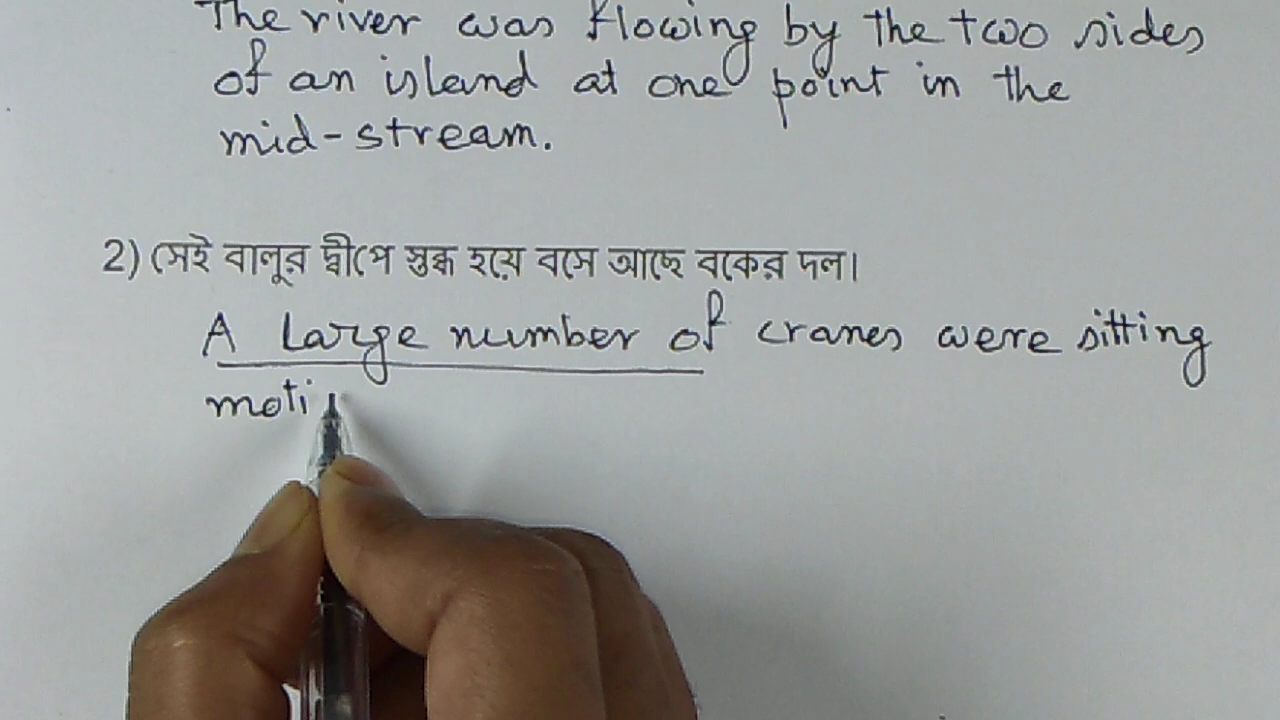 The river was flowing by the two sides
of an island at one point in the
mid-stream.
2) সেই বালুর দ্বীপে স্তব্ধ হয়ে বসে আছে বকের দল।
A large number of cranes were sitting
moti